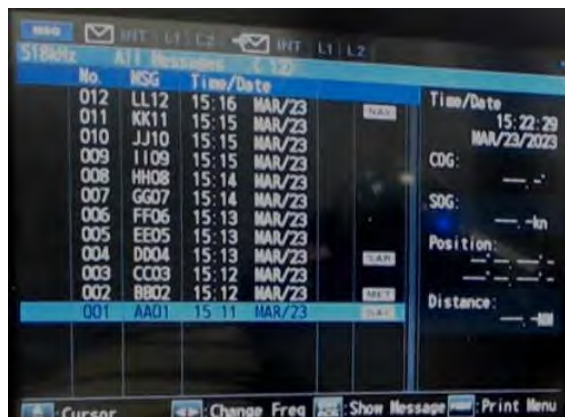 INT L1 L2 INT L1 L2
518kHz All Messages ( 12)
No. MSG Time/Date
012 LL12 15:16 MAR/23 NAV
011 KK11 15:15 MAR/23
010 JJ10 15:15 MAR/23
009 II09 15:15 MAR/23
008 HH08 15:14 MAR/23
007 GG07 15:14 MAR/23
006 FF06 15:13 MAR/23
005 EE05 15:13 MAR/23
004 DD04 15:13 MAR/23 SAR
003 CC03 15:12 MAR/23
002 BB02 15:12 MAR/23 MET
001 AA01 15:11 MAR/23 NAV
Time/Date
15:22:29
MAR/23/2023
COG:
SOG:
kn
Position:
Distance:
NM
:Cursor :Change Freq :Show Message :Print Menu